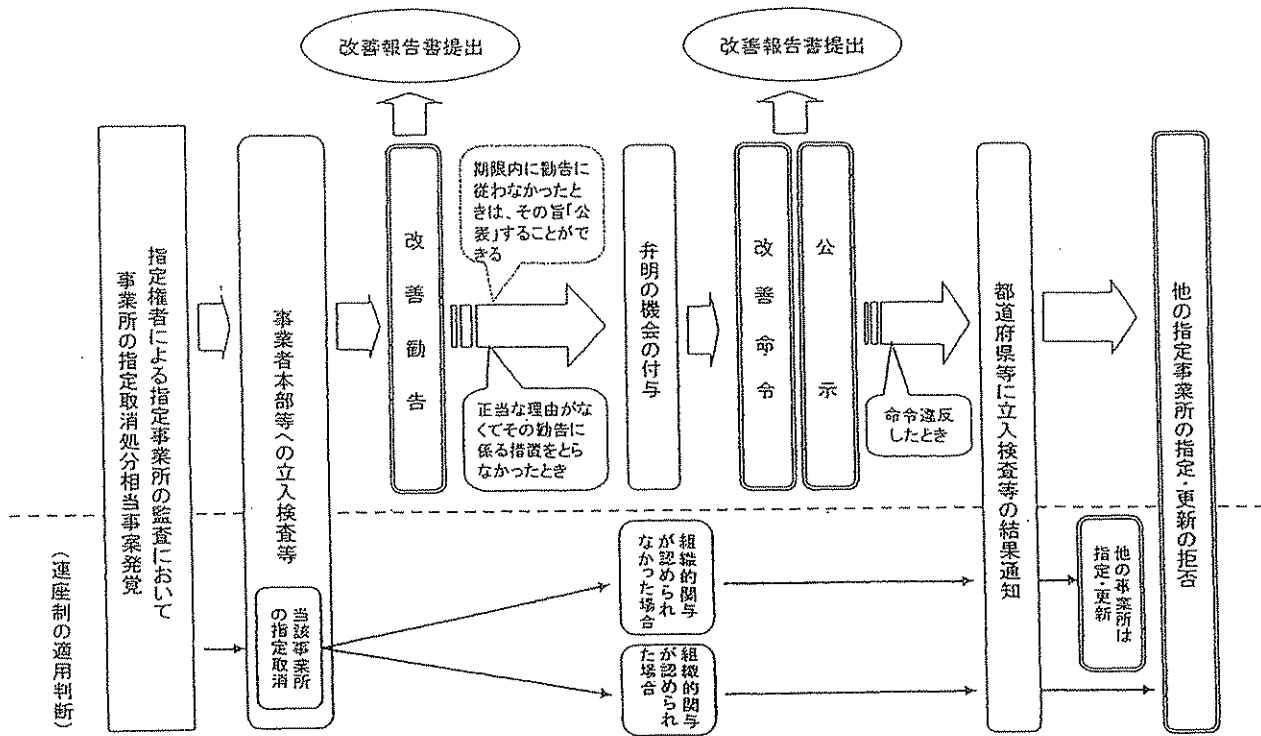 改善報告書提出
改善報告書提出
指定権者による指定事業所の監査において
事業所の指定取消処分相当事案発覚
事業者本部等への立入検査等
改善勧告
期限内に勧告に
従わなかったと
きは、その旨「公
表」することがで
きる
正当な理由がな
くてその勧告に
係る措置をとら
なかったとき
弁明の機会の付与
改善命令
公示
命令違反
したとき
都道府県等に立入検査等の結果通知
他の指定事業所の指定・更新の拒否
（連座制の適用判断）
当該事業所
の指定取消
組織的関与
が認められ
なかった場合
組織的関与
が認められ
た場合
他の事業所は
指定・更新